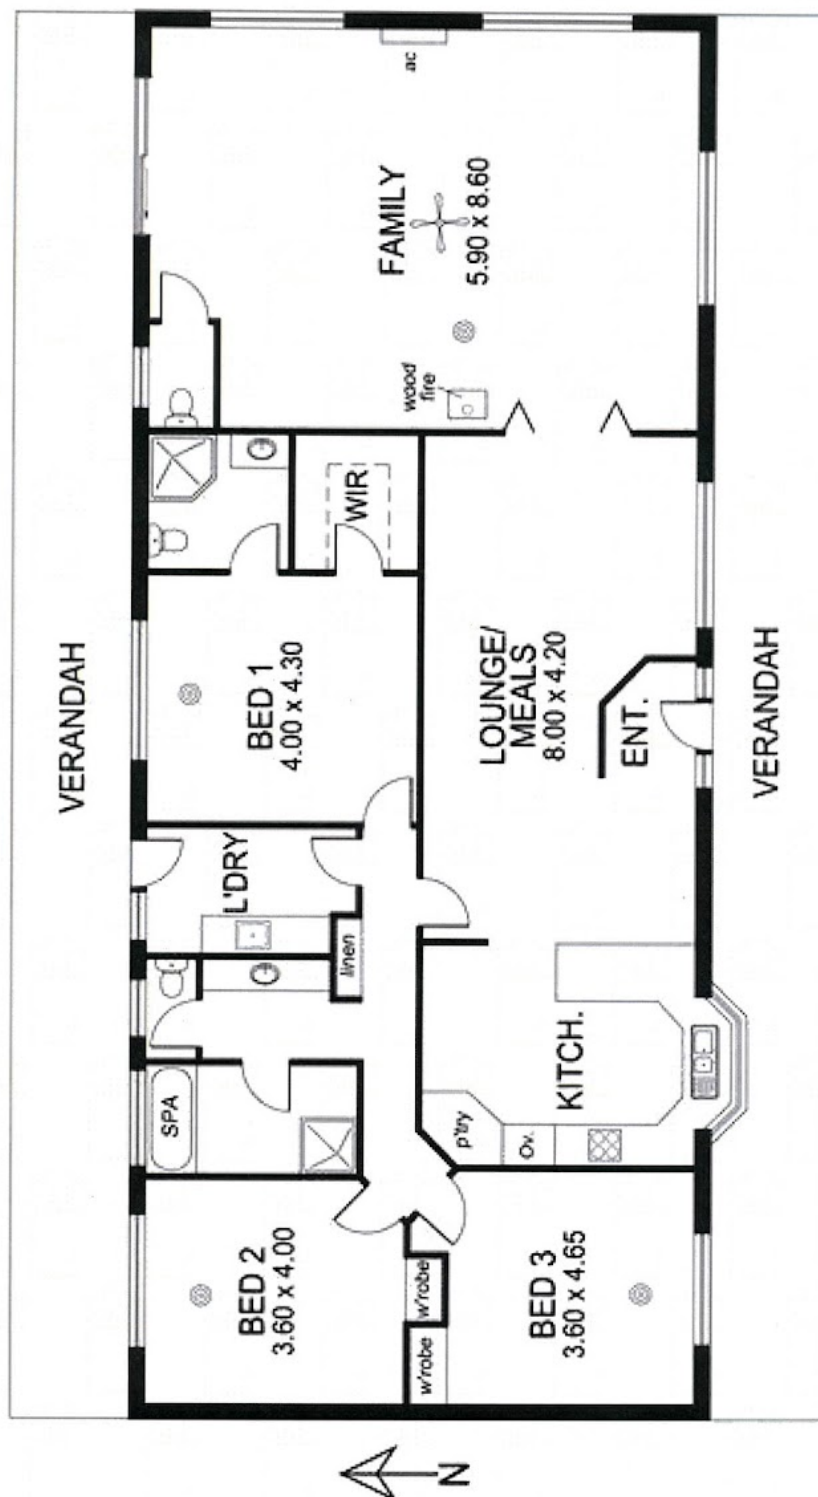 VERANDAH
SPA
L'DRY
linen
BED 2
3.60 x 4.00
BED 1
4.00 x 4.30
WIR
wood
fire
FAMILY
5.90 x 8.60
ac
w'robe
w'robe
BED 3
3.60 x 4.65
p'try
Ov.
KITCH.
LOUNGE/
MEALS
8.00 x 4.20
ENT.
VERANDAH
N